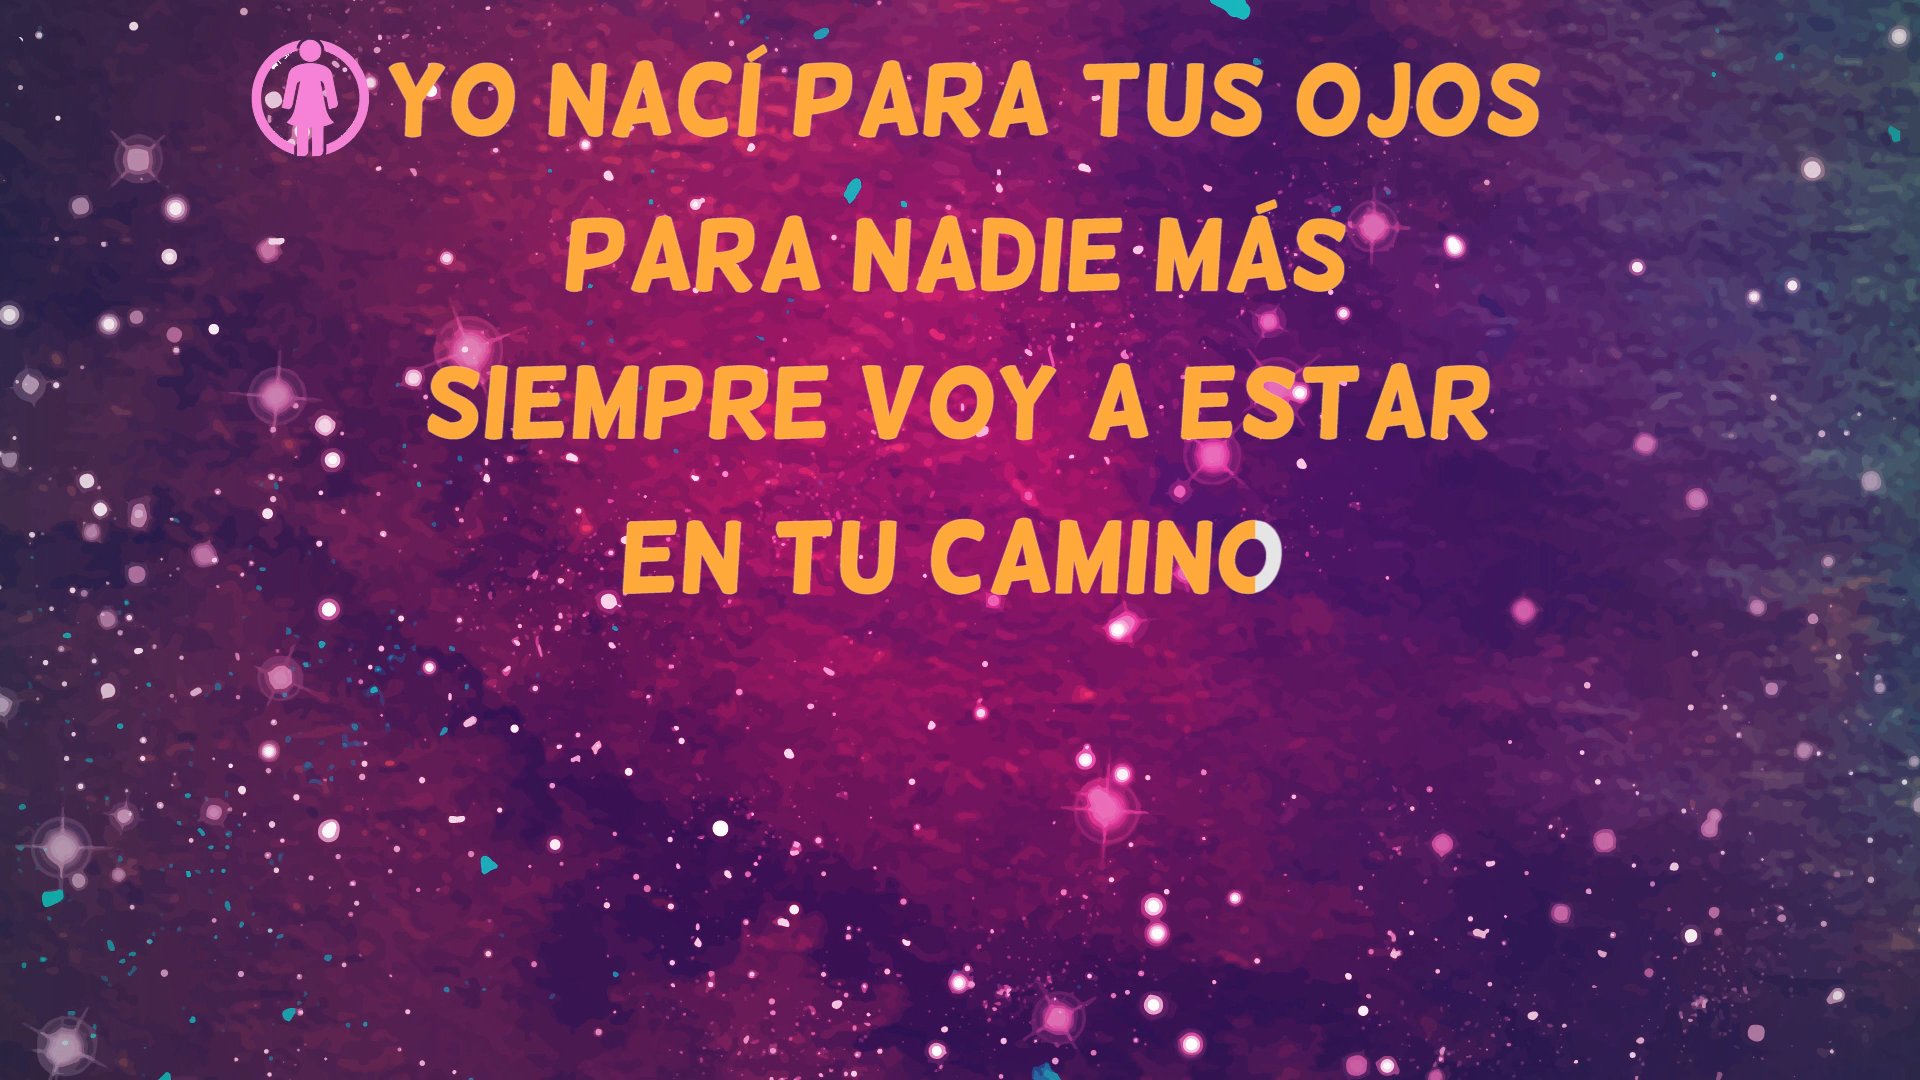 YO NACÍ PARA TUS OJOS
PARA NADIE MÁS
SIEMPRE VOY A ESTAR
EN TU CAMINO